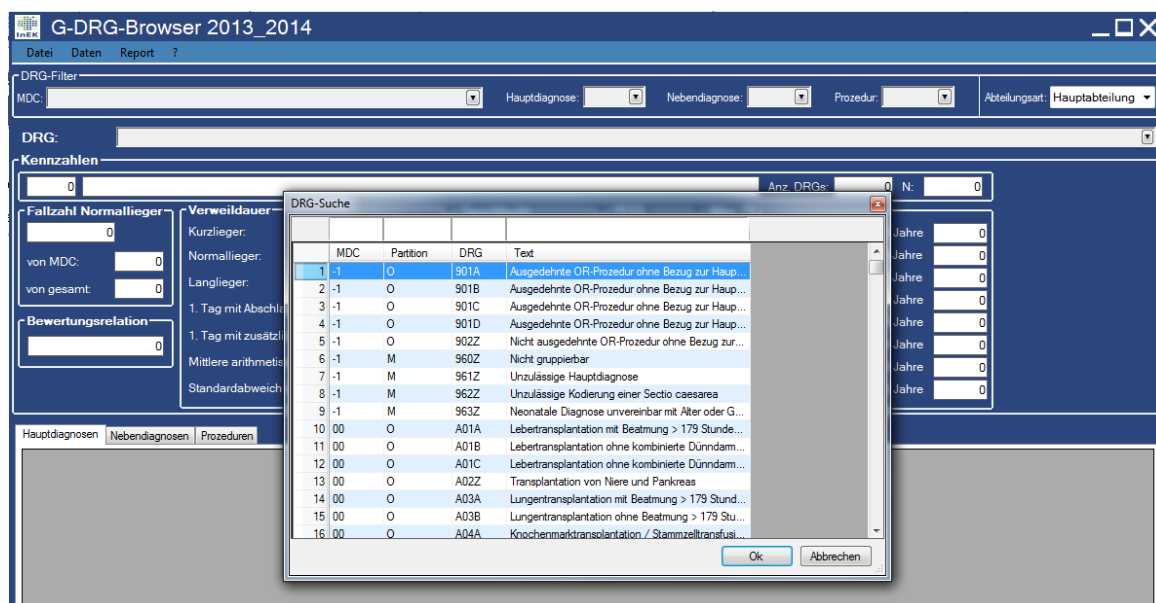 InEK G-DRG-Browser 2013_2014
Datei Daten Report ?
DRG-Filter
MDC: Hauptdiagnose: Nebendiagnose: Prozedur: Abteilungsart: Hauptabteilung
DRG:
Kennzahlen
0 Anz. DRGs: 0 N: 0
Fallzahl Normallieger
0
von MDC: 0
von gesamt: 0
Bewertungsrelation
0
Verweildauer
Kurzlieger:
Normallieger:
Langlieger:
1. Tag mit Abschl
1. Tag mit zusätzli
Mittlere arithmetis
Standardabweich
Jahre 0
Jahre 0
Jahre 0
Jahre 0
Jahre 0
Jahre 0
Jahre 0
Jahre 0
DRG-Suche
MDC Partition DRG Text
1 -1 O 901A Ausgedehnte OR-Prozedur ohne Bezug zur Haup...
2 -1 O 901B Ausgedehnte OR-Prozedur ohne Bezug zur Haup...
3 -1 O 901C Ausgedehnte OR-Prozedur ohne Bezug zur Haup...
4 -1 O 901D Ausgedehnte OR-Prozedur ohne Bezug zur Haup...
5 -1 O 902Z Nicht ausgedehnte OR-Prozedur ohne Bezug zur...
6 -1 M 960Z Nicht gruppierbar
7 -1 M 961Z Unzulässige Hauptdiagnose
8 -1 M 962Z Unzulässige Kodierung einer Sectio caesarea
9 -1 M 963Z Neonatale Diagnose unvereinbar mit Alter oder G...
10 00 O A01A Lebertransplantation mit Beatmung > 179 Stunde...
11 00 O A01B Lebertransplantation ohne kombinierte Dünndarm...
12 00 O A01C Lebertransplantation ohne kombinierte Dünndarm...
13 00 O A02Z Transplantation von Niere und Pankreas
14 00 O A03A Lungentransplantation mit Beatmung > 179 Stund...
15 00 O A03B Lungentransplantation ohne Beatmung > 179 Stu...
16 00 O A04A Knochenmarktransplantation / Stammzelltransfusi...
Ok Abbrechen
Hauptdiagnosen Nebendiagnosen Prozeduren